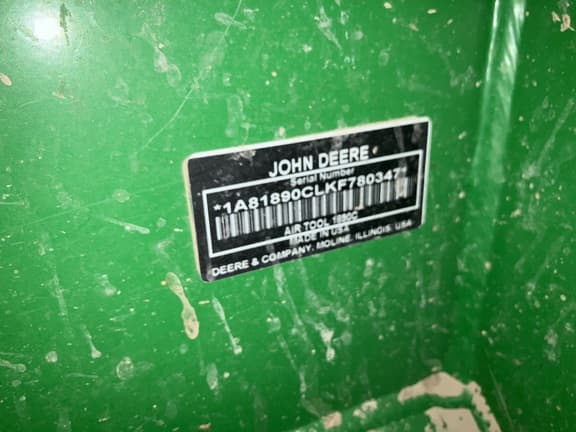 JOHN DEERE
Serial Number
*1A81890CLKF780347*
AIR TOOL 1890C
MADE IN USA
DEERE & COMPANY, MOLINE, ILLINOIS, USA